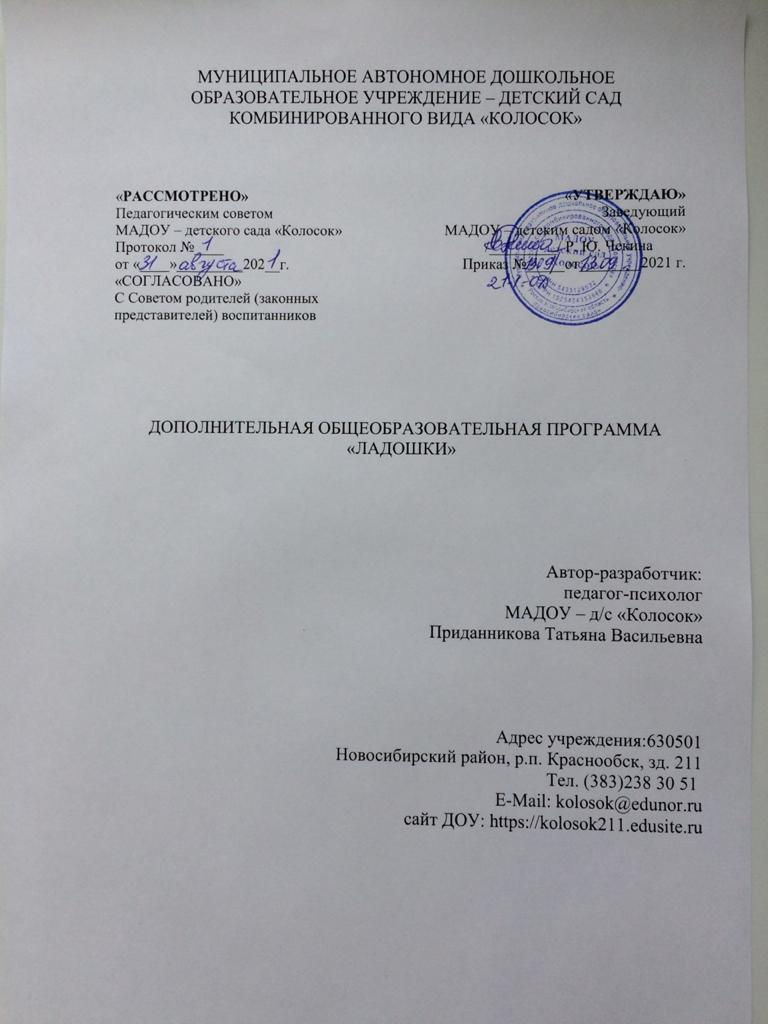 МУНИЦИПАЛЬНОЕ АВТОНОМНОЕ ДОШКОЛЬНОЕ
ОБРАЗОВАТЕЛЬНОЕ УЧРЕЖДЕНИЕ – ДЕТСКИЙ САД
КОМБИНИРОВАННОГО ВИДА «КОЛОСОК»
«РАССМОТРЕНО»
Педагогическим советом
МАДОУ – детского сада «Колосок»
Протокол № 1
от «31» августа 2021 г.
«СОГЛАСОВАНО»
С Советом родителей (законных
представителей) воспитанников
«УТВЕРЖДАЮ»
Заведующий
МАДОУ – детским садом «Колосок»
Р. Ю. Чекина
Приказ № от 13.09 2021 г.
ДОПОЛНИТЕЛЬНАЯ ОБЩЕОБРАЗОВАТЕЛЬНАЯ ПРОГРАММА
«ЛАДОШКИ»
Автор-разработчик:
педагог-психолог
МАДОУ – д/с «Колосок»
Приданникова Татьяна Васильевна
Адрес учреждения:630501
Новосибирский район, р.п. Краснообск, зд. 211
Тел. (383)238 30 51
E-Mail: kolosok@edunor.ru
сайт ДОУ: https://kolosok211.edusite.ru